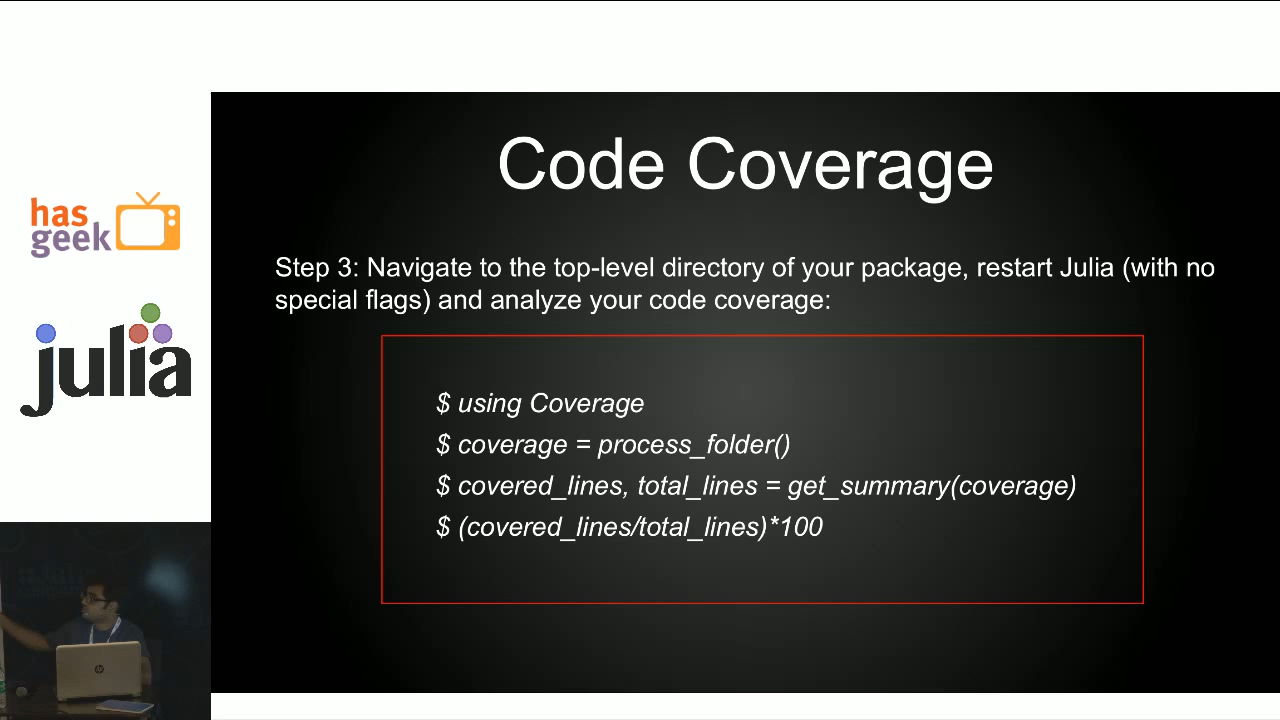 Code Coverage
Step 3: Navigate to the top-level directory of your package, restart Julia (with no
special flags) and analyze your code coverage:
$ using Coverage
$ coverage = process_folder()
$ covered_lines, total_lines = get_summary(coverage)
$ (covered_lines/total_lines)*100
has
geek
julia
hp